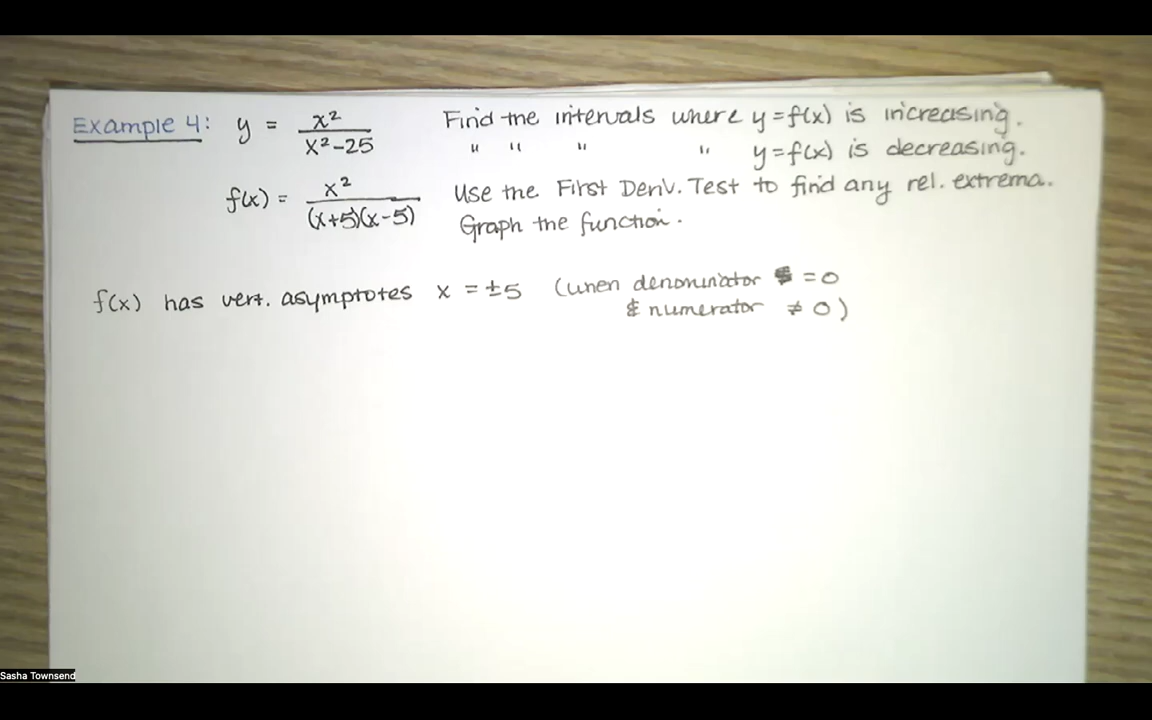 Example 4: y = x²/(x²-25) Find the intervals where y=f(x) is increasing.
" " " " y=f(x) is decreasing.
f(x) = x²/((x+5)(x-5)) Use the First Deriv. Test to find any rel. extrema.
Graph the function.
f(x) has vert. asymptotes x = ±5 (when denominator = 0
& numerator ≠ 0)
Sasha Townsend